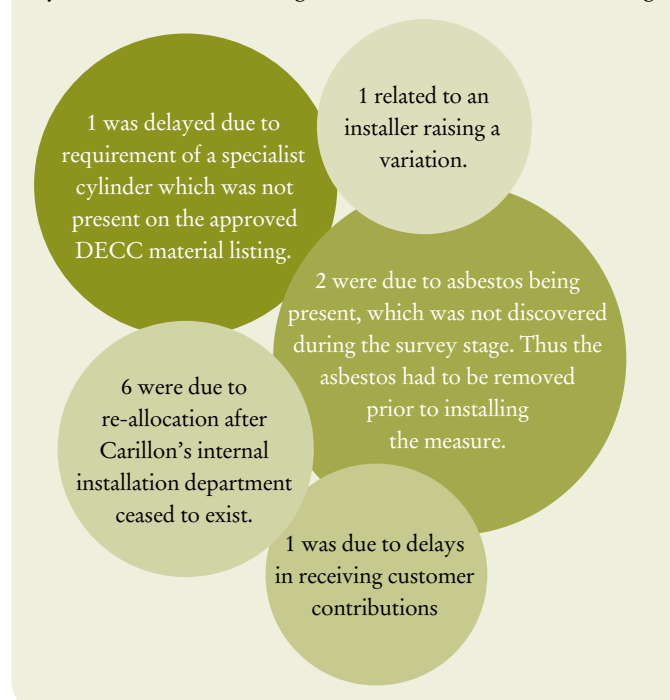 1 was delayed due to
requirement of a specialist
cylinder which was not
present on the approved
DECC material listing.
1 related to an
installer raising a
variation.
2 were due to asbestos being
present, which was not discovered
during the survey stage. Thus the
asbestos had to be removed
prior to installing
the measure.
6 were due to
re-allocation after
Carillon’s internal
installation department
ceased to exist.
1 was due to delays
in receiving customer
contributions